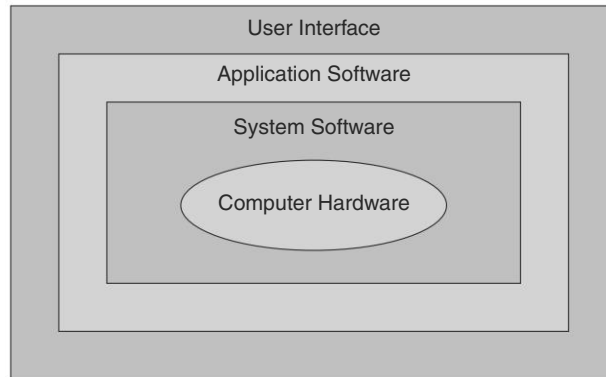 User Interface
Application Software
System Software
Computer Hardware